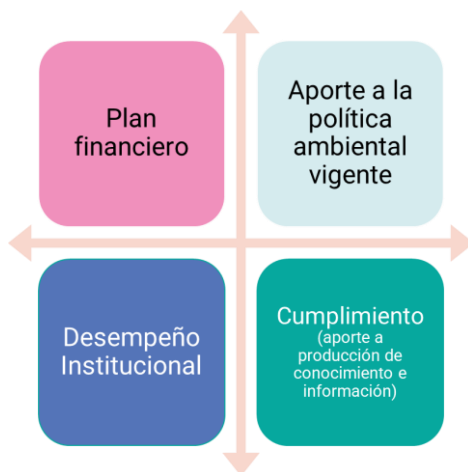 Plan
financiero
Aporte a la
política
ambiental
vigente
Desempeño
Institucional
Cumplimiento
(aporte a
producción de
conocimiento e
información)